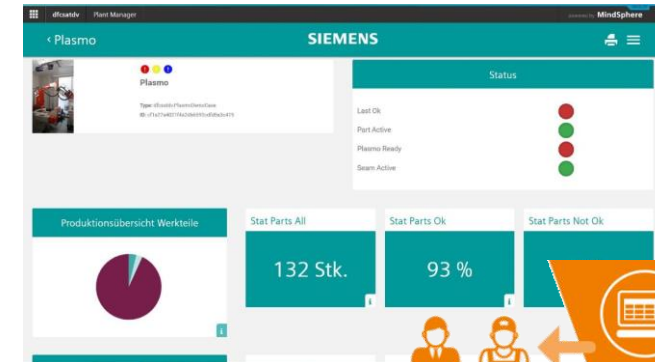 dfcsatdv Plant Manager
MindSphere
‹ Plasmo
SIEMENS
Plasmo
Status
Last Ok
Part Active
Plasmo Ready
Seam Active
Produktionsübersicht Werkteile
Stat Parts All
Stat Parts Ok
Stat Parts Not Ok
132 Stk.
93 %